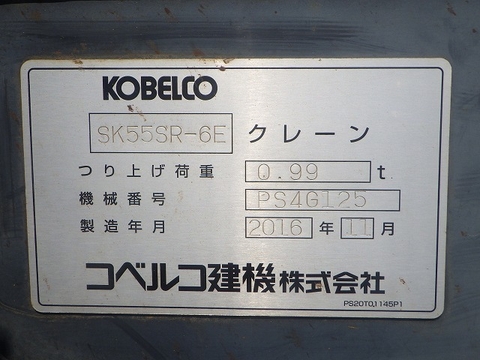 KOBELCO
SK55SR-6E クレーン
つり上げ荷重 0.99 t
機械番号 PS4G125
製造年月 2016 年 11 月
コベルコ建機株式会社
PS20T01145P1